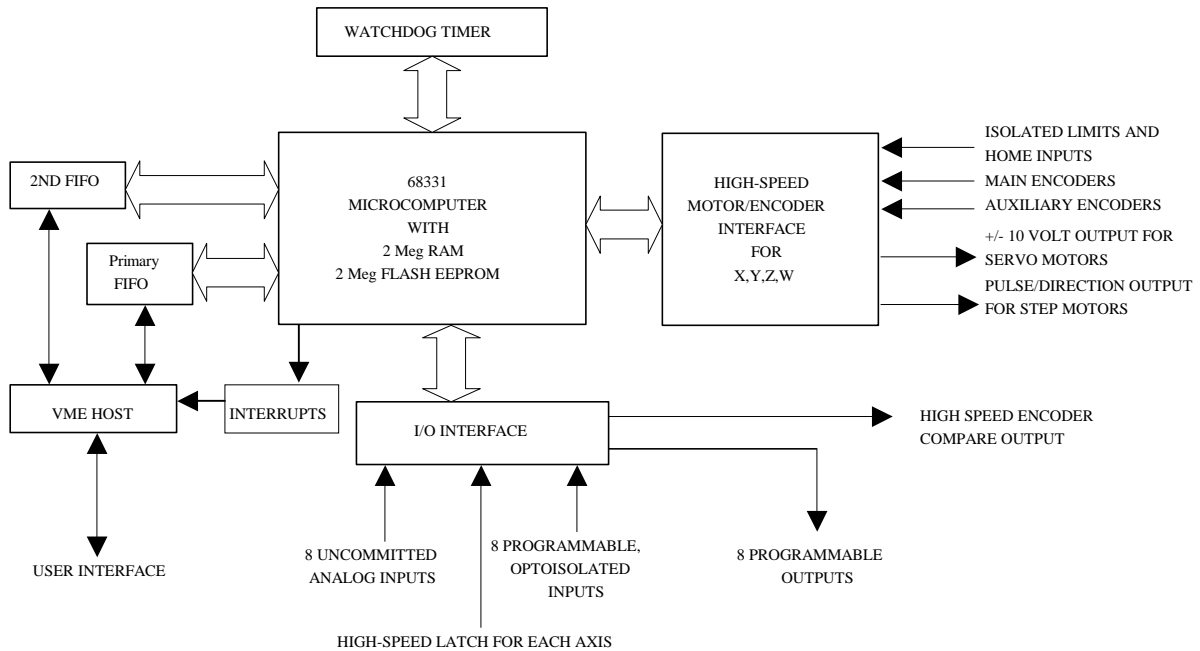 WATCHDOG TIMER
2ND FIFO
Primary
FIFO
68331
MICROCOMPUTER
WITH
2 Meg RAM
2 Meg FLASH EEPROM
HIGH-SPEED
MOTOR/ENCODER
INTERFACE
FOR
X,Y,Z,W
ISOLATED LIMITS AND
HOME INPUTS
MAIN ENCODERS
AUXILIARY ENCODERS
+/- 10 VOLT OUTPUT FOR
SERVO MOTORS
PULSE/DIRECTION OUTPUT
FOR STEP MOTORS
VME HOST
INTERRUPTS
I/O INTERFACE
HIGH SPEED ENCODER
COMPARE OUTPUT
USER INTERFACE
8 UNCOMMITTED
ANALOG INPUTS
8 PROGRAMMABLE,
OPTOISOLATED
INPUTS
8 PROGRAMMABLE
OUTPUTS
HIGH-SPEED LATCH FOR EACH AXIS